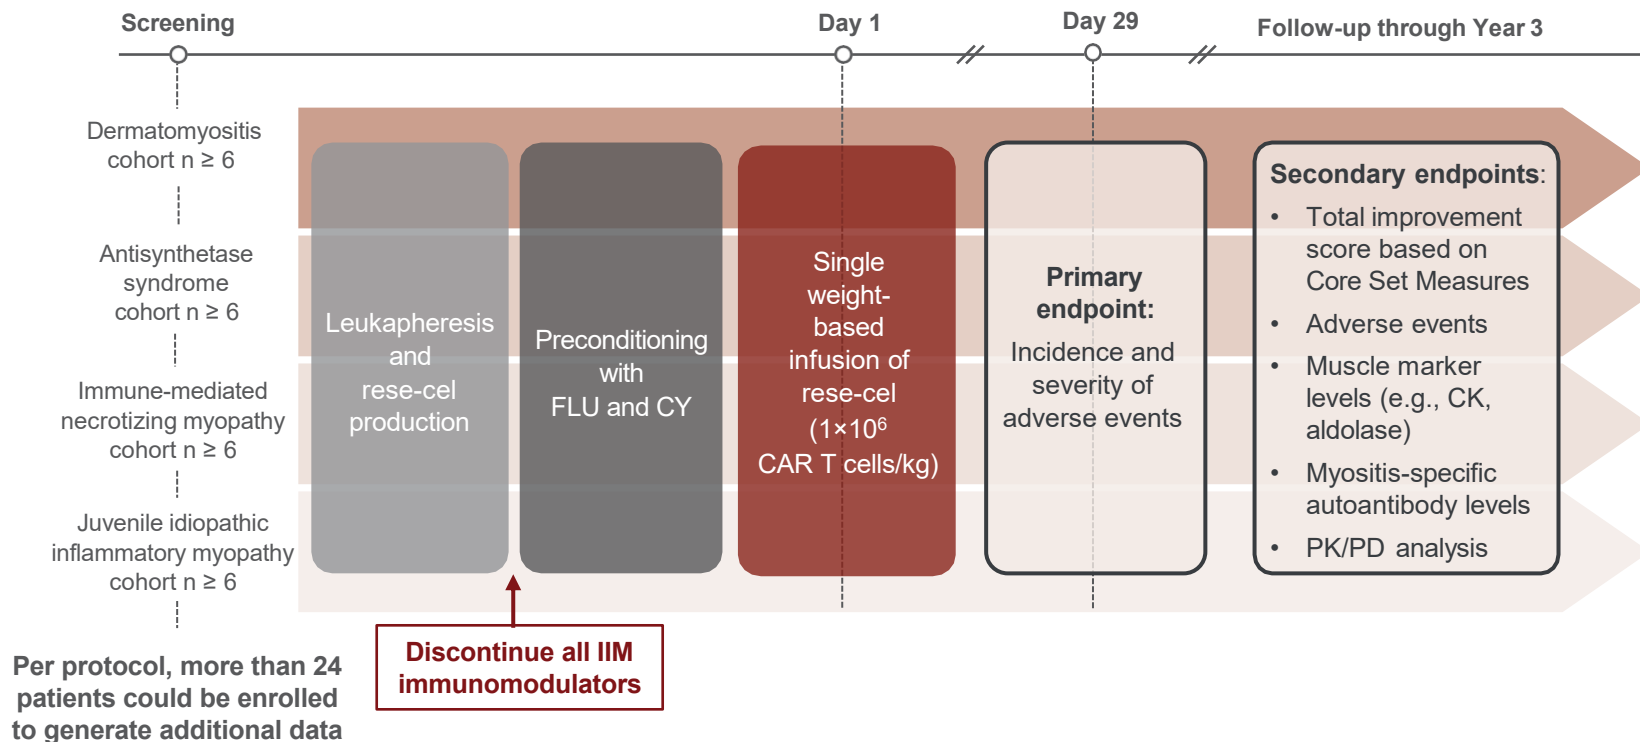 Screening
Day 1
Day 29
Follow-up through Year 3
Dermatomyositis
cohort n ≥ 6
Antisynthetase
syndrome
cohort n ≥ 6
Immune-mediated
necrotizing myopathy
cohort n ≥ 6
Juvenile idiopathic
inflammatory myopathy
cohort n ≥ 6
Per protocol, more than 24
patients could be enrolled
to generate additional data
Leukapheresis
and
rese-cel
production
Discontinue all IIM
immunomodulators
Preconditioning
with
FLU and CY
Single
weight-
based
infusion of
rese-cel
(1×10⁶
CAR T cells/kg)
Primary
endpoint:
Incidence and
severity of
adverse events
Secondary endpoints:
• Total improvement
score based on
Core Set Measures
• Adverse events
• Muscle marker
levels (e.g., CK,
aldolase)
• Myositis-specific
autoantibody levels
• PK/PD analysis